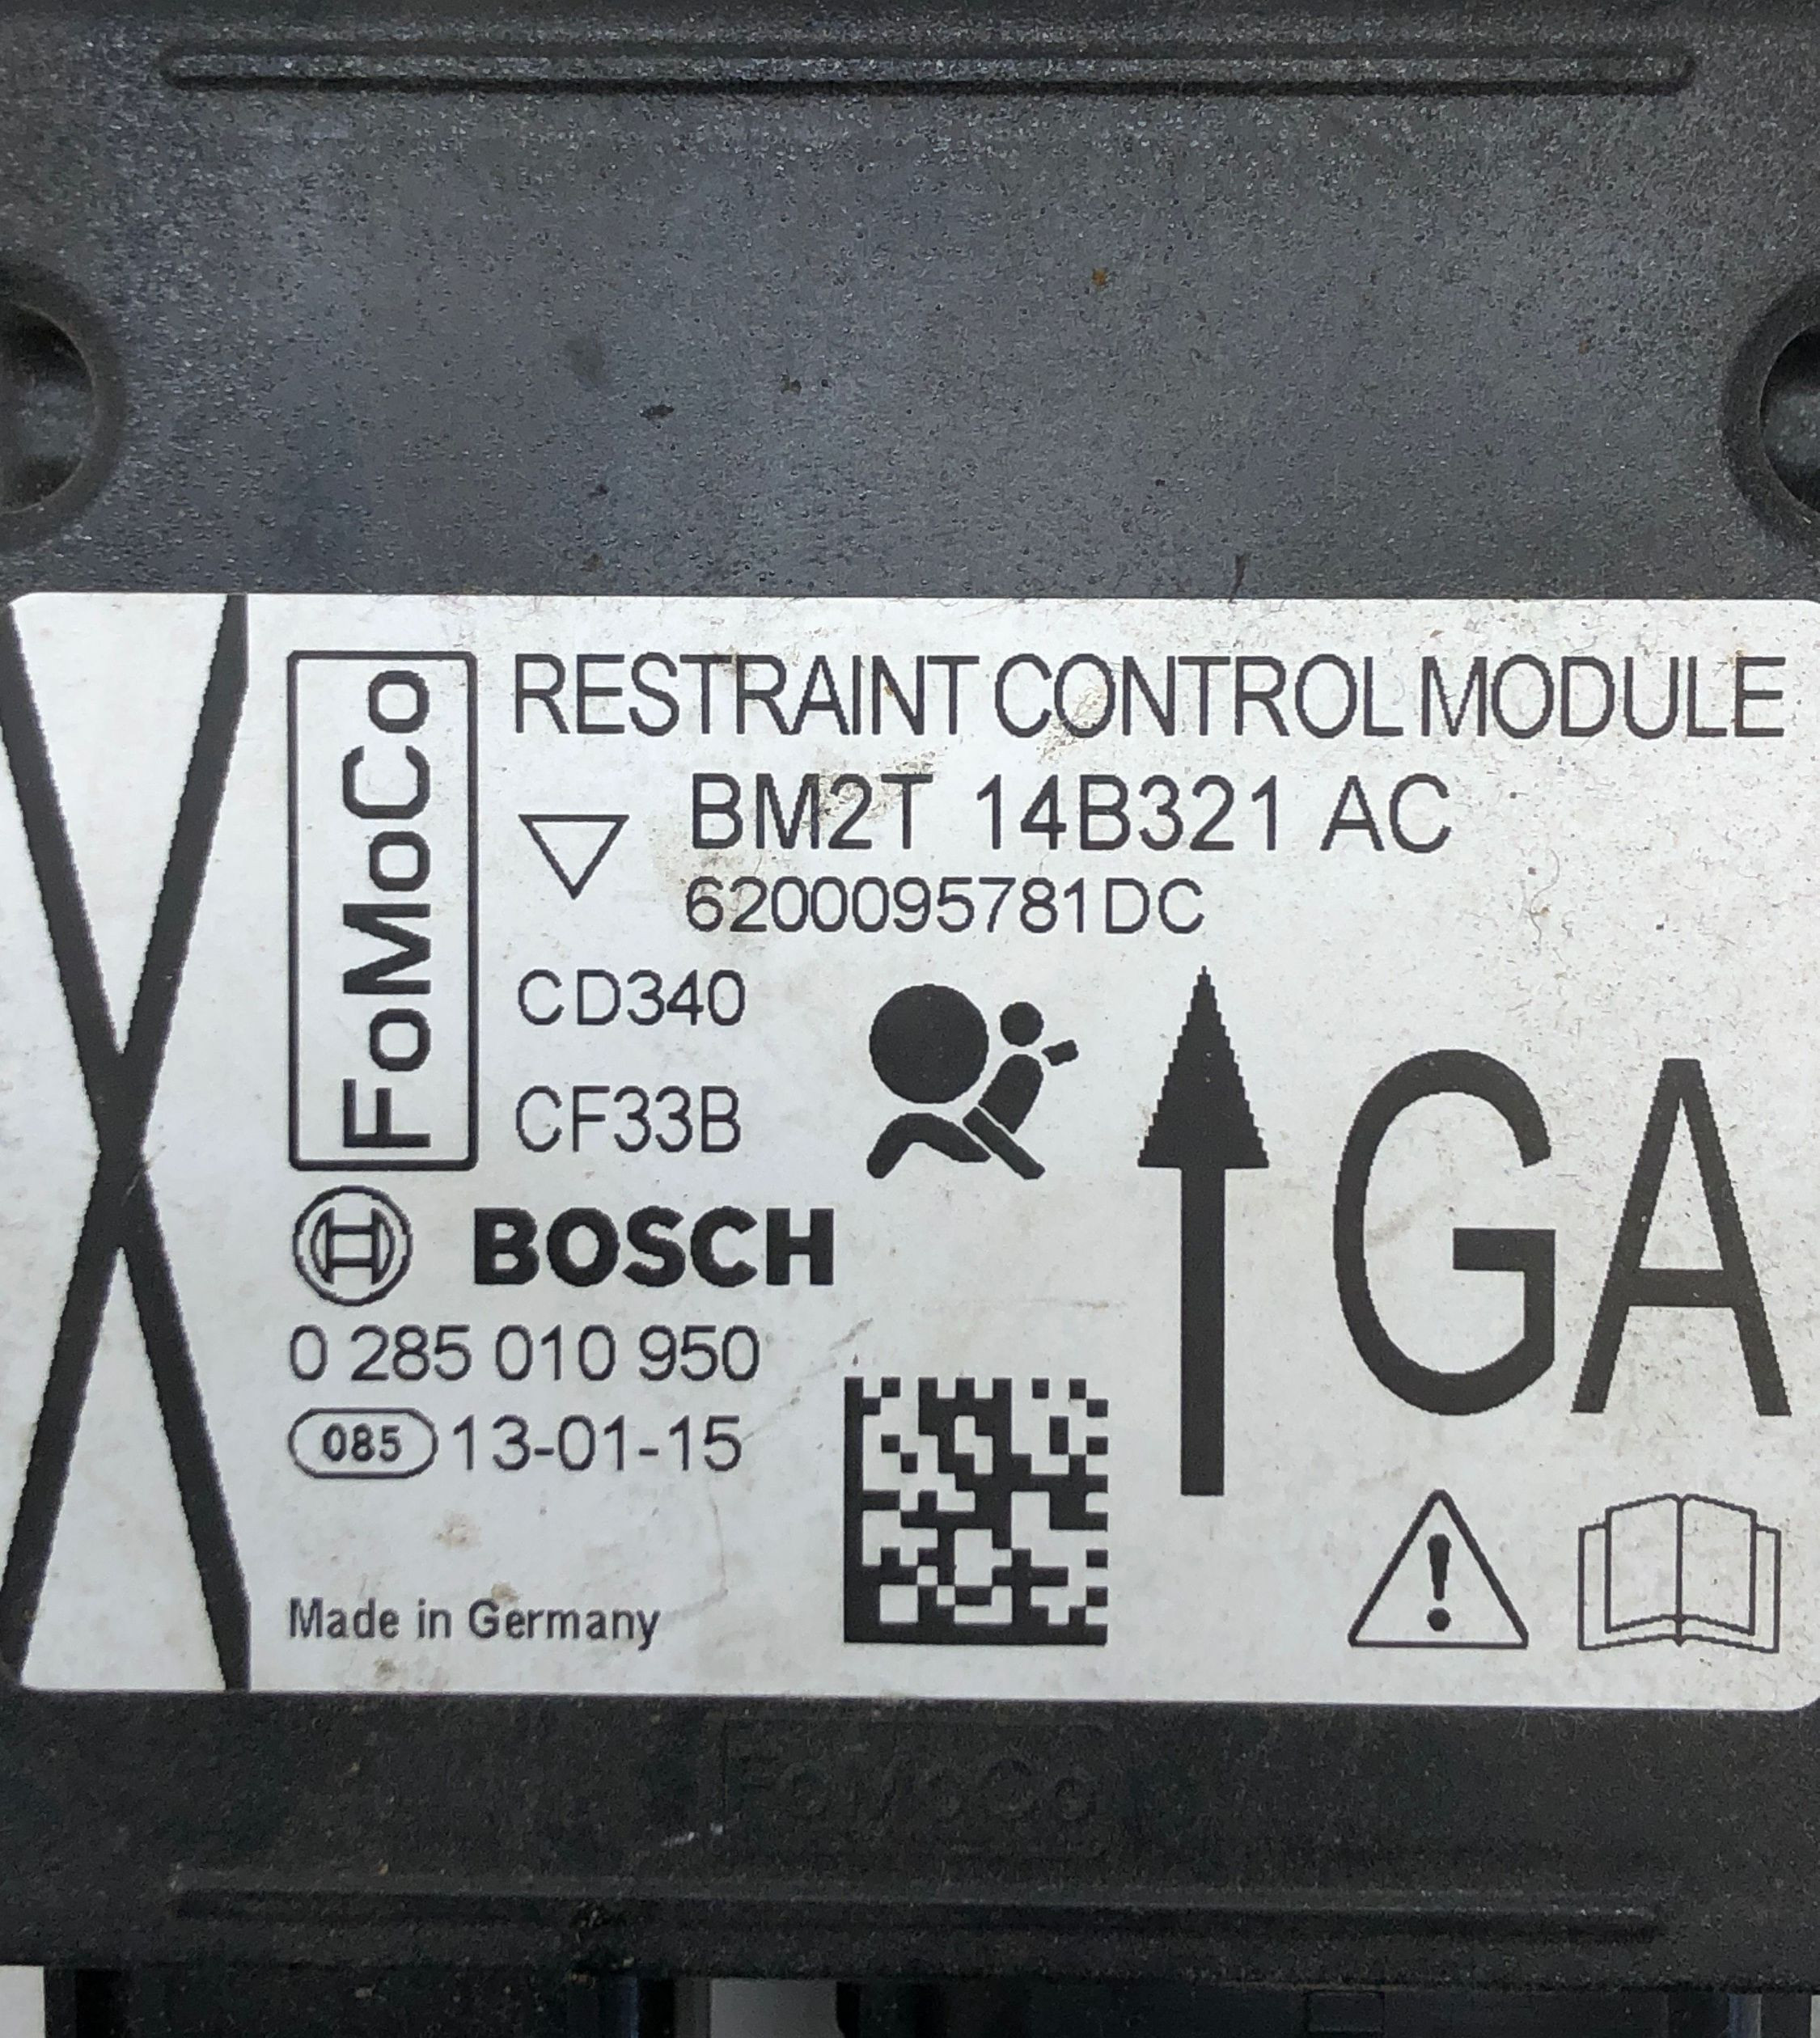 FoMoCo
RESTRAINT CONTROL MODULE
BM2T 14B321 AC
6200095781DC
CD340
CF33B
GA
BOSCH
0 285 010 950
085 13-01-15
Made in Germany
FoMoCo